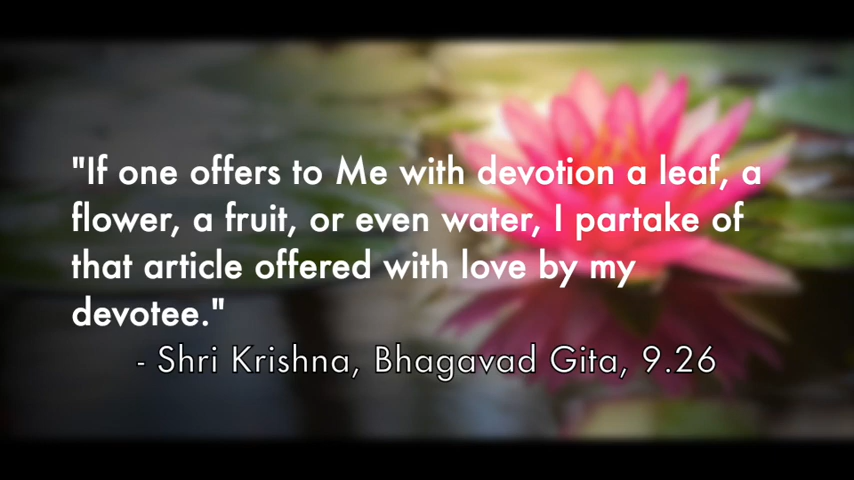 "If one offers to Me with devotion a leaf, a
flower, a fruit, or even water, I partake of
that article offered with love by my
devotee."
- Shri Krishna, Bhagavad Gita, 9.26